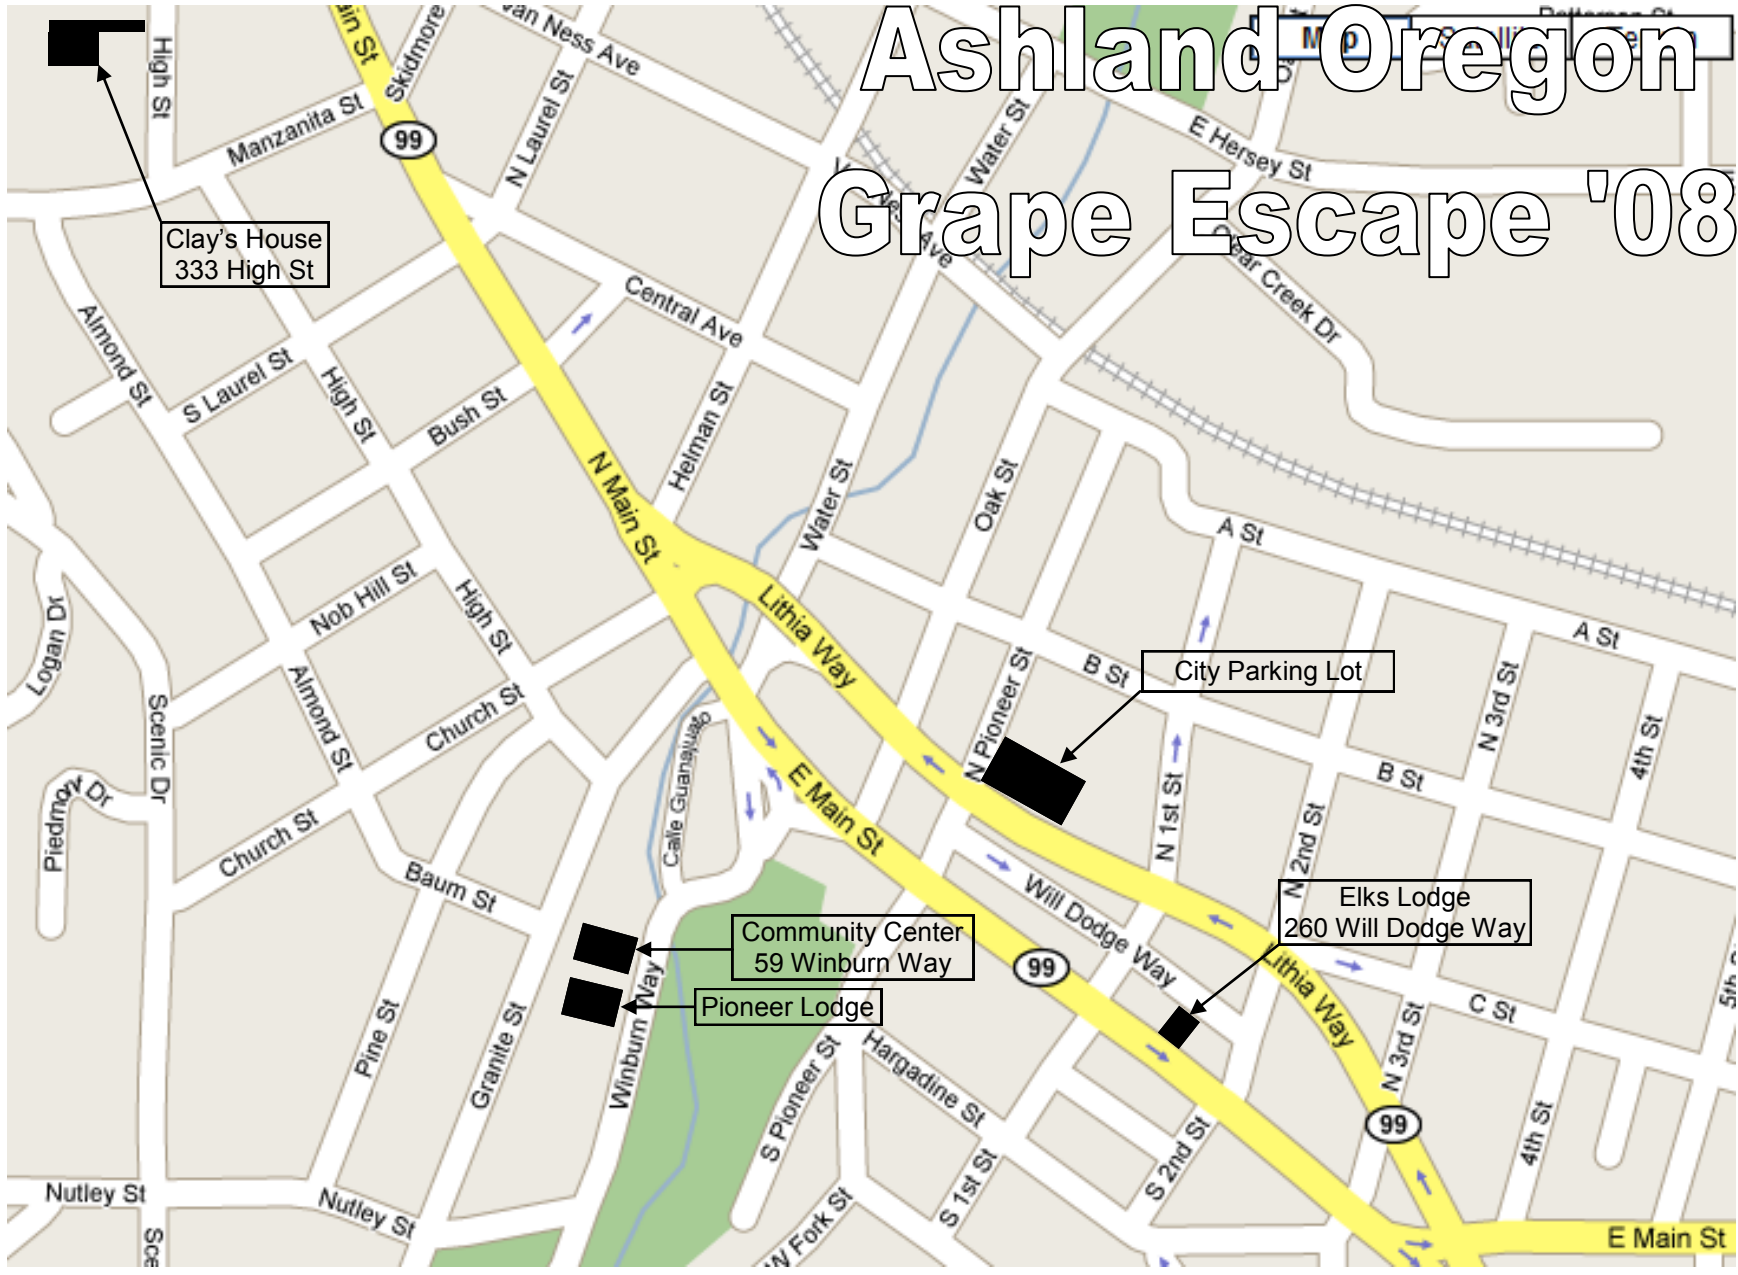 Ashland Oregon
Grape Escape '08
Map
High St
ain St
Skidmore
an Ness Ave
N Laurel St
Manzanita St
99
Water St
E Hersey St
Clay's House
333 High St
Ave
Clear Creek Dr
Central Ave
Almond St
S Laurel St
High St
Bush St
Helman St
N Main St
Water St
Oak St
A St
Nob Hill St
High St
Lithia Way
Logan Dr
A St
B St
City Parking Lot
N Pioneer St
N 3rd St
4th St
Scenic Dr
Almond St
Church St
Calle Guanajuato
E Main St
B St
Piedmont Dr
Church St
N 1st St
N 2nd St
Baum St
Will Dodge Way
Elks Lodge
260 Will Dodge Way
Community Center
59 Winburn Way
99
Lithia Way
Pioneer Lodge
C St
5th S
Pine St
Granite St
Winburn Way
S Pioneer St
Hargadine St
N 3rd St
99
4th St
S 2nd St
S 1st St
Nutley St
Nutley St
W Fork St
Sce
E Main St